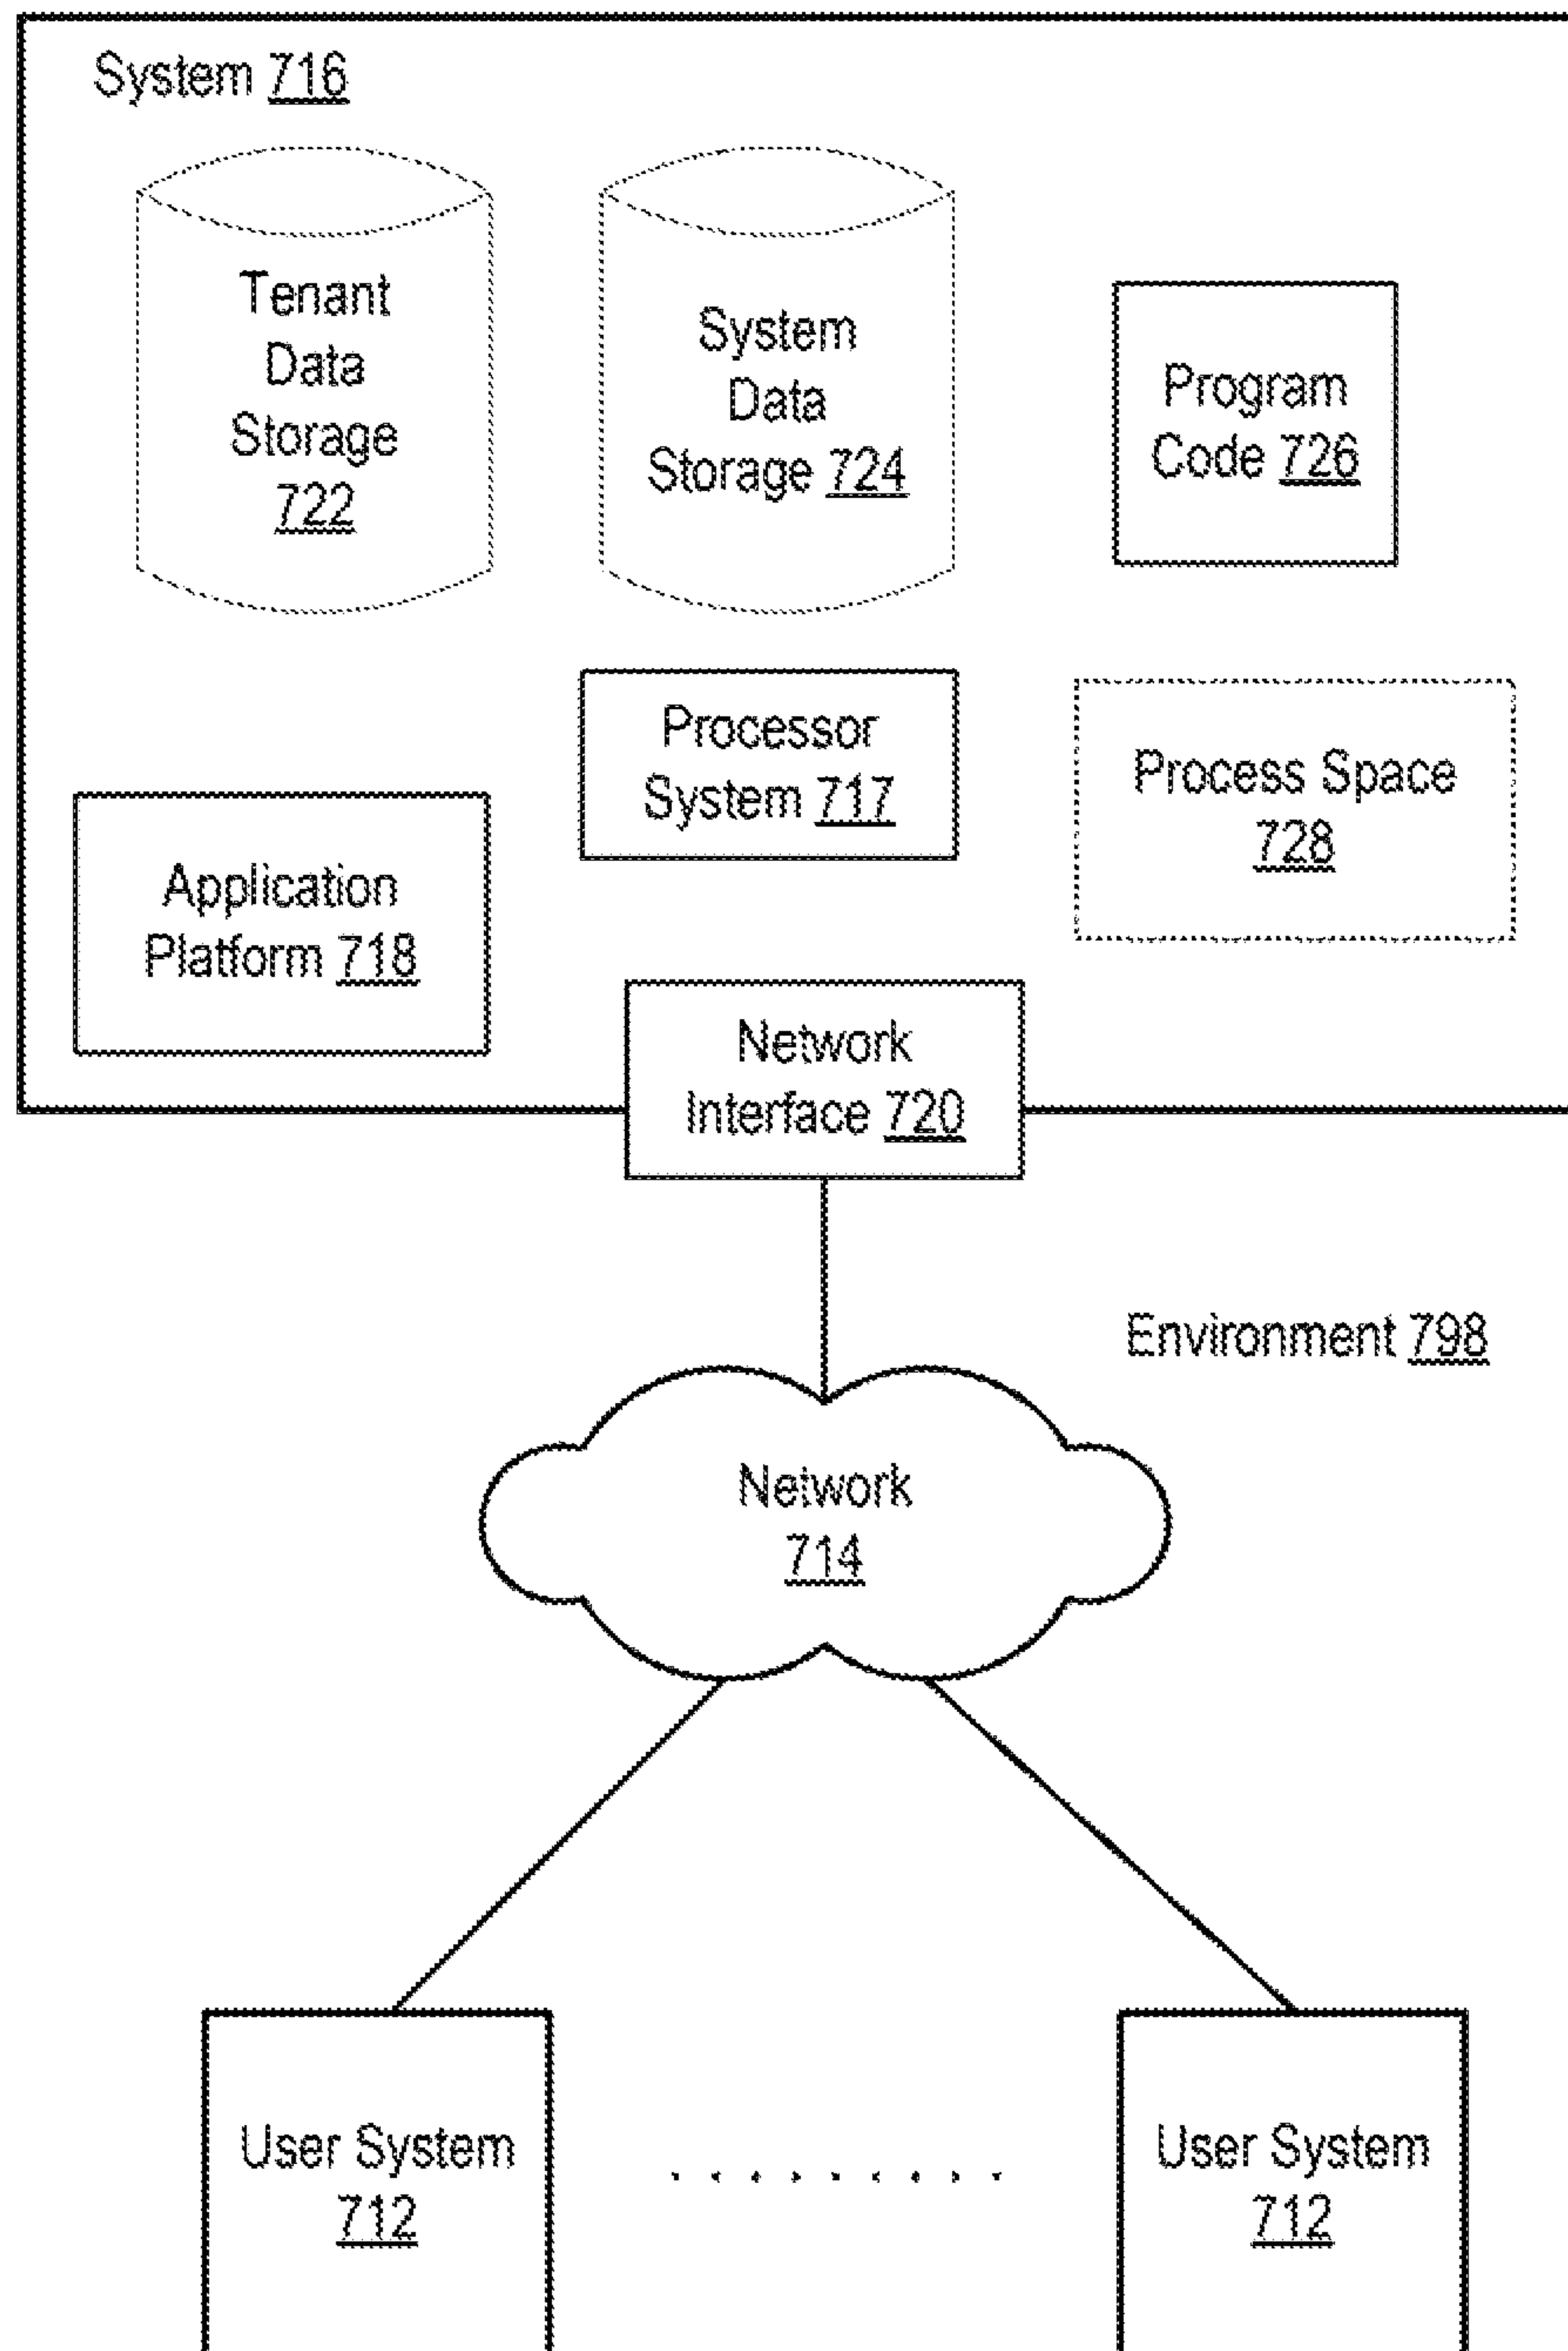 System 716
Tenant
Data
Storage
722
System
Data
Storage 724
Program
Code 726
Processor
System 717
Process Space
728
Application
Platform 718
Network
Interface 720
Environment 798
Network
714
User System
712
User System
712